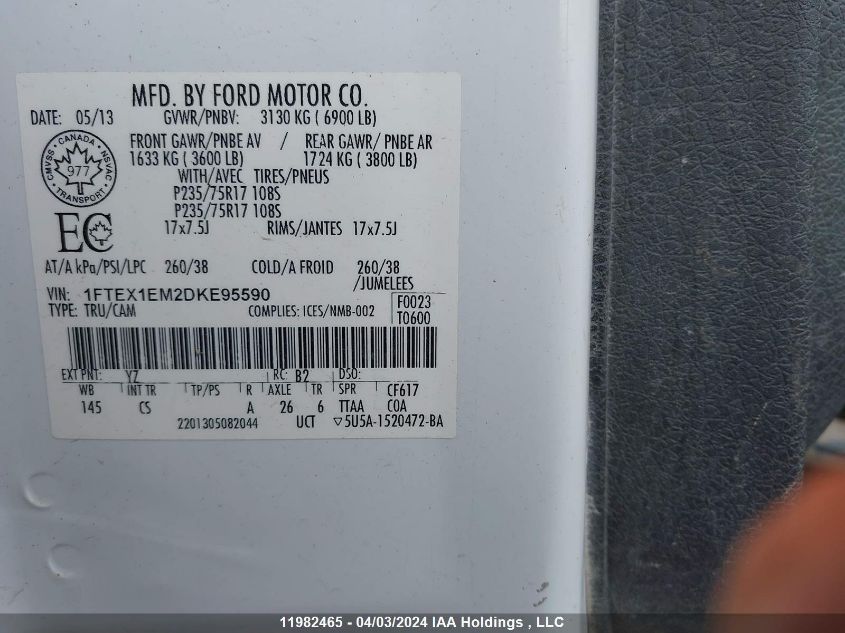 MFD. BY FORD MOTOR CO.
DATE: 05/13 GVWR/PNBV: 3130 KG ( 6900 LB)
FRONT GAWR/PNBE AV / REAR GAWR/ PNBE AR
1633 KG ( 3600 LB) 1724 KG ( 3800 LB)
WITH/AVEC TIRES/PNEUS
P235/75R17 108S
P235/75R17 108S
17x7.5J RIMS/JANTES 17x7.5J
CMVSS · CANADA · NSVAC
977
TRANSPORT
EC
AT/A kPa/PSI/LPC 260/38 COLD/A FROID 260/38
/JUMELEES
VIN: 1FTEX1EM2DKE95590 F0023
TYPE: TRU/CAM COMPLIES: ICES/NMB-002 T0600
EXT PNT: YZ RC: B2 DSO:
WB INT TR TP/PS R AXLE TR SPR CF617
145 CS A 26 6 TTAA COA
2201305082044 UCT ▽5U5A-1520472-BA
11982465 - 04/03/2024 IAA Holdings , LLC